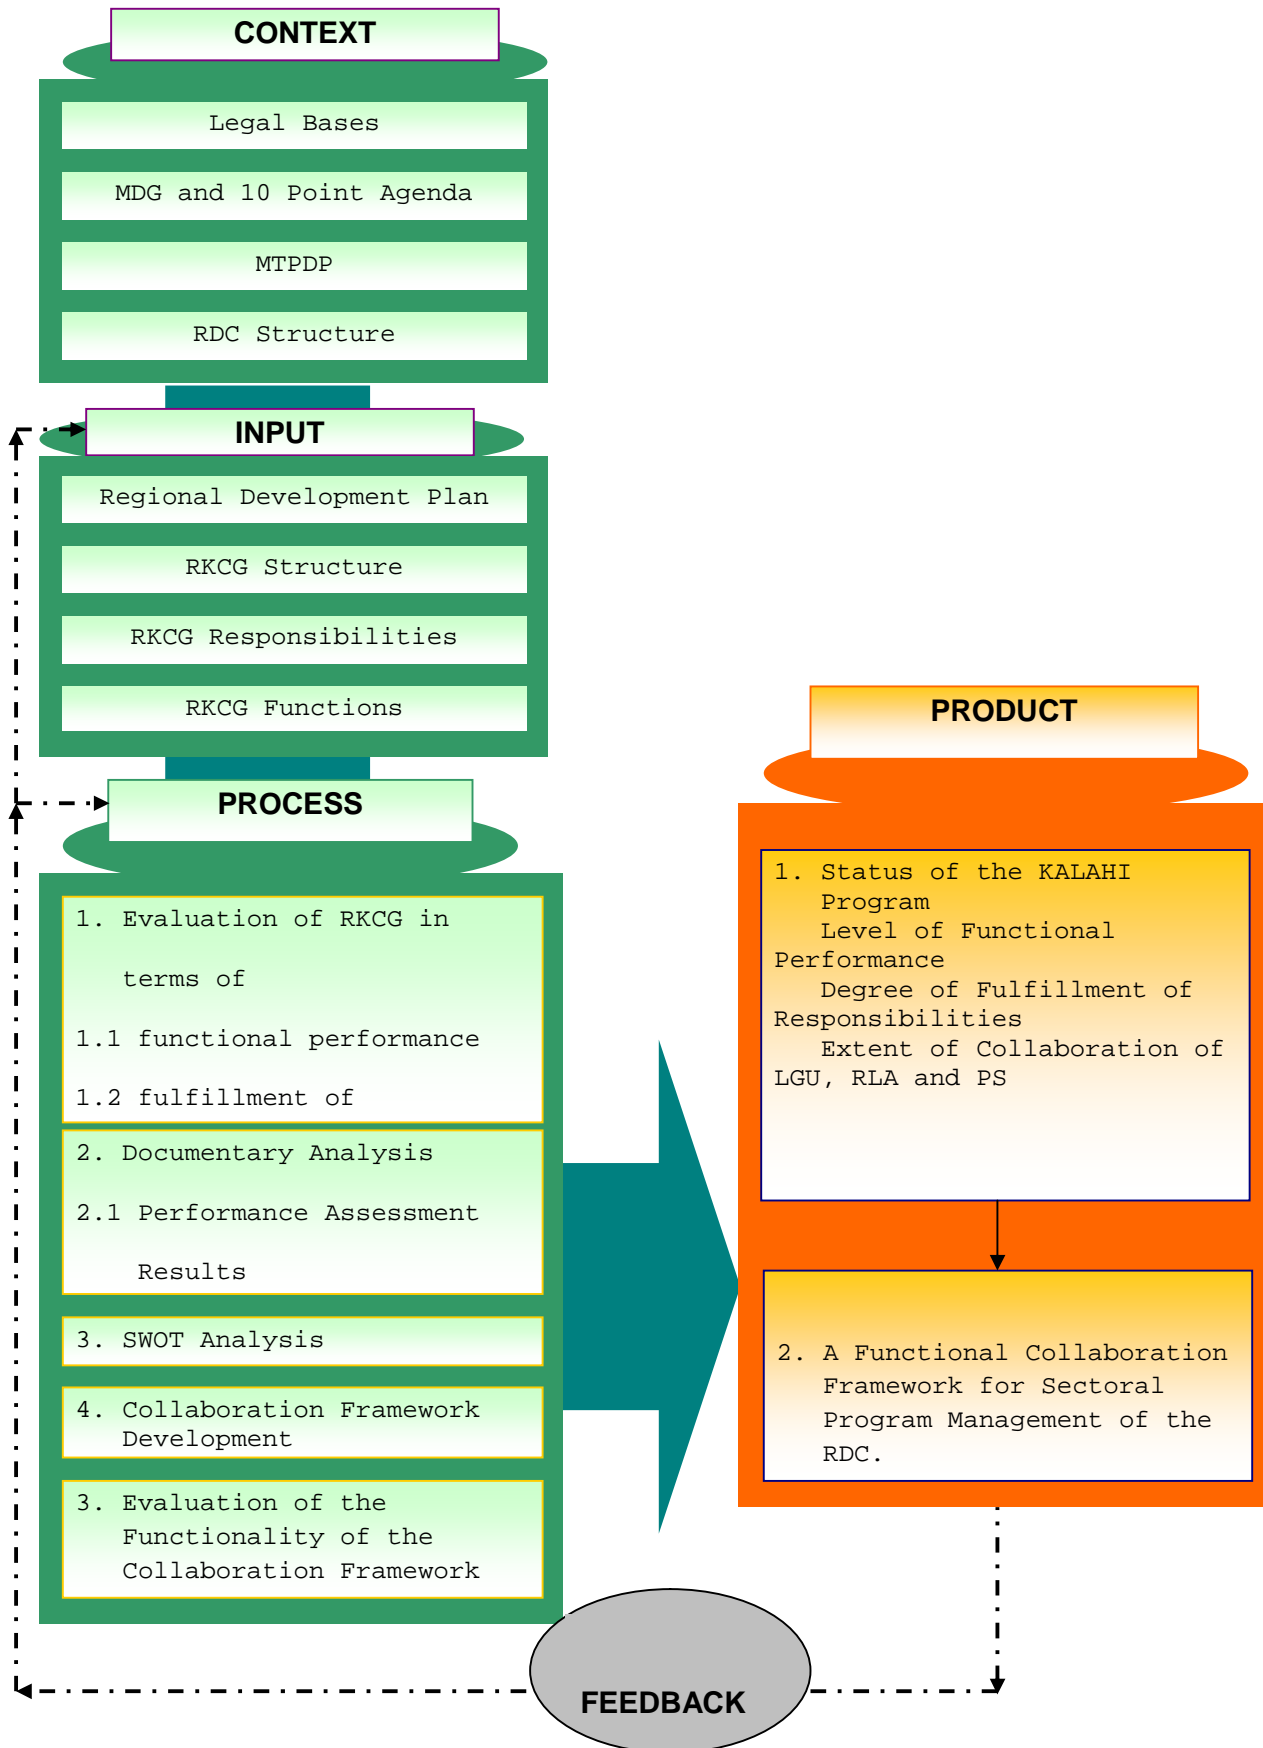 CONTEXT
Legal Bases
MDG and 10 Point Agenda
MTPDP
RDC Structure
INPUT
Regional Development Plan
RKCG Structure
RKCG Responsibilities
RKCG Functions
PROCESS
1. Evaluation of RKCG in
terms of
1.1 functional performance
1.2 fulfillment of
2. Documentary Analysis
2.1 Performance Assessment
Results
3. SWOT Analysis
4. Collaboration Framework
Development
3. Evaluation of the
Functionality of the
Collaboration Framework
PRODUCT
1. Status of the KALAHI
Program
Level of Functional
Performance
Degree of Fulfillment of
Responsibilities
Extent of Collaboration of
LGU, RLA and PS
2. A Functional Collaboration
Framework for Sectoral
Program Management of the
RDC.
FEEDBACK